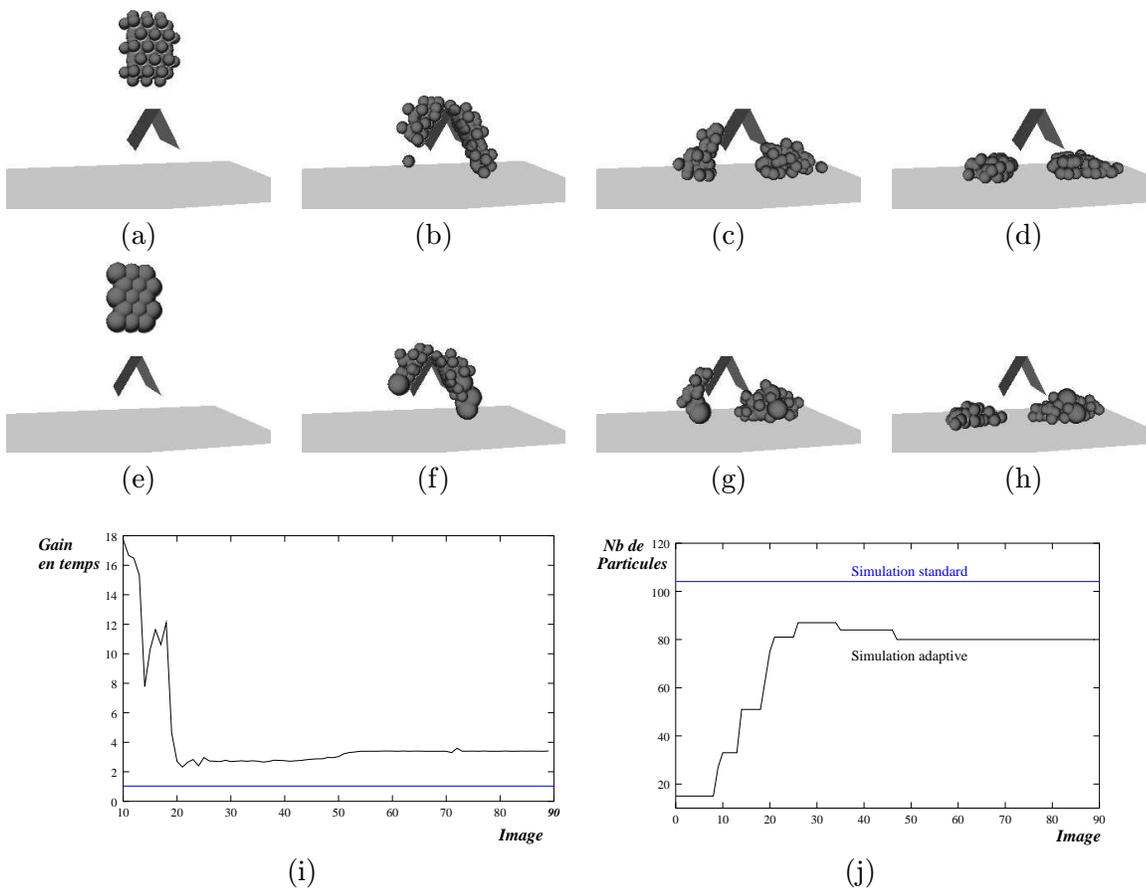 (a) (b) (c) (d)
(e) (f) (g) (h)
Gain
en temps
18
16
14
12
10
8
6
4
2
0
10 20 30 40 50 60 70 80 90
Image
(i)
Nb de
Particules
120
100
80
60
40
20
Simulation standard
Simulation adaptive
0 10 20 30 40 50 60 70 80 90
Image
(j)